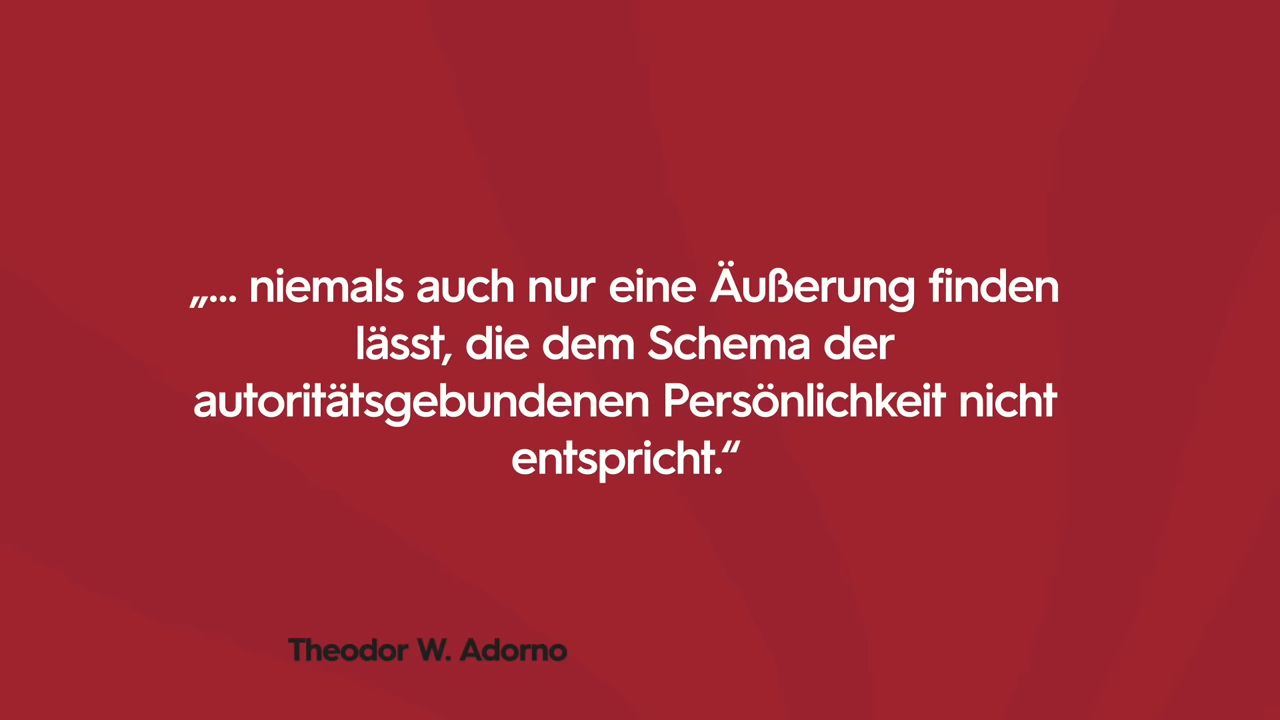 „... niemals auch nur eine Äußerung finden
lässt, die dem Schema der
autoritätsgebundenen Persönlichkeit nicht
entspricht.“
Theodor W. Adorno